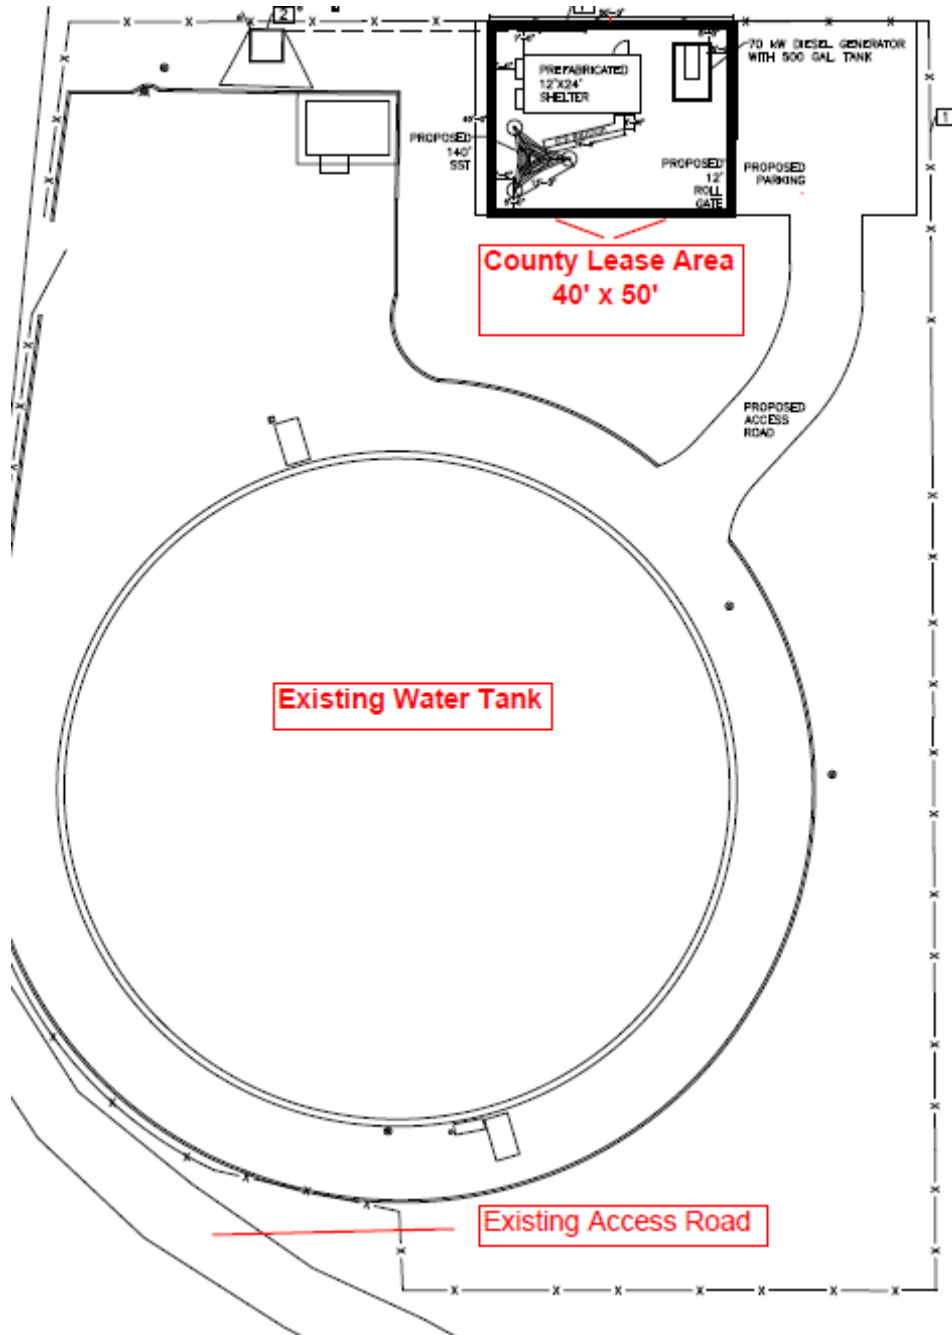 2
1
70 kW DIESEL GENERATOR
WITH 500 GAL. TANK
PREFABRICATED
12'X24'
SHELTER
PROPOSED
140'
SST
PROPOSED
12'
ROLL
GATE
PROPOSED
PARKING
County Lease Area
40' x 50'
PROPOSED
ACCESS
ROAD
Existing Water Tank
Existing Access Road